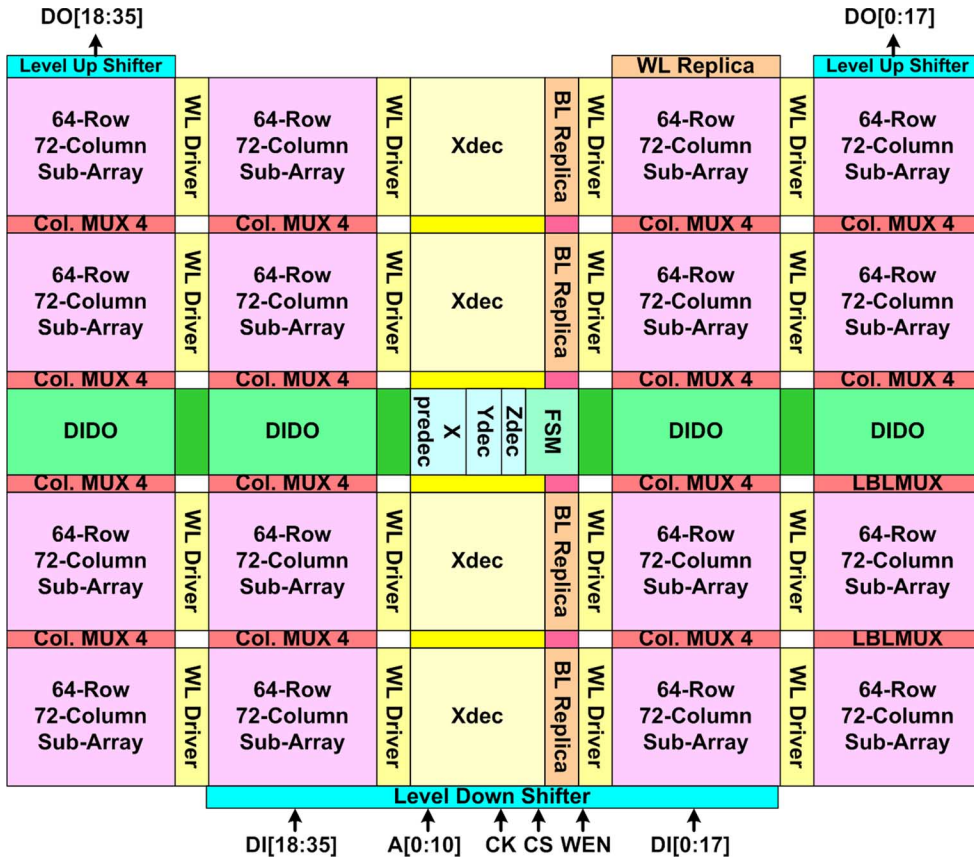 DO[18:35]
DO[0:17]
Level Up Shifter
WL Replica
Level Up Shifter
64-Row
72-Column
Sub-Array
WL Driver
64-Row
72-Column
Sub-Array
WL Driver
Xdec
BL Replica
WL Driver
64-Row
72-Column
Sub-Array
WL Driver
64-Row
72-Column
Sub-Array
Col. MUX 4
Col. MUX 4
Col. MUX 4
Col. MUX 4
64-Row
72-Column
Sub-Array
WL Driver
64-Row
72-Column
Sub-Array
WL Driver
Xdec
BL Replica
WL Driver
64-Row
72-Column
Sub-Array
WL Driver
64-Row
72-Column
Sub-Array
Col. MUX 4
Col. MUX 4
Col. MUX 4
Col. MUX 4
DIDO
DIDO
X
predec
Ydec
Zdec
FSM
DIDO
DIDO
Col. MUX 4
Col. MUX 4
Col. MUX 4
LBLMUX
64-Row
72-Column
Sub-Array
WL Driver
64-Row
72-Column
Sub-Array
WL Driver
Xdec
BL Replica
WL Driver
64-Row
72-Column
Sub-Array
WL Driver
64-Row
72-Column
Sub-Array
Col. MUX 4
Col. MUX 4
Col. MUX 4
LBLMUX
64-Row
72-Column
Sub-Array
WL Driver
64-Row
72-Column
Sub-Array
WL Driver
Xdec
BL Replica
WL Driver
64-Row
72-Column
Sub-Array
WL Driver
64-Row
72-Column
Sub-Array
Level Down Shifter
DI[18:35]
A[0:10]
CK CS WEN
DI[0:17]